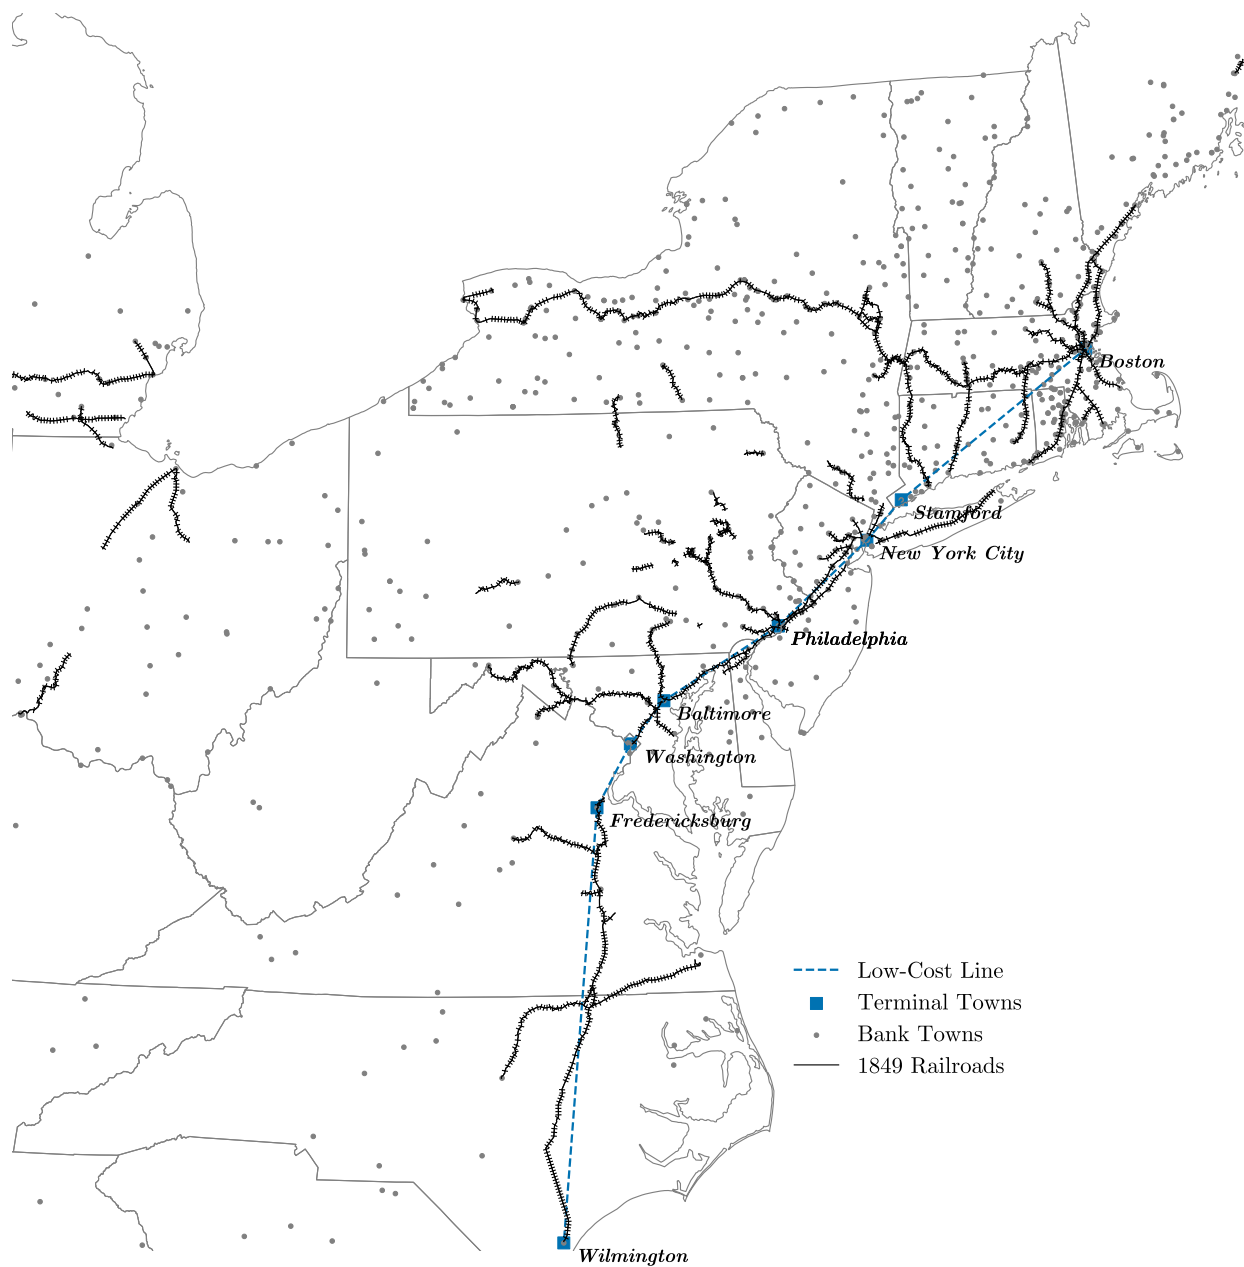 Boston
Stamford
New York City
Philadelphia
Baltimore
Washington
Fredericksburg
Low-Cost Line
Terminal Towns
Bank Towns
1849 Railroads
Wilmington